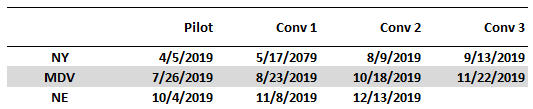 Pilot Conv 1 Conv 2 Conv 3
NY 4/5/2019 5/17/2079 8/9/2019 9/13/2019
MDV 7/26/2019 8/23/2019 10/18/2019 11/22/2019
NE 10/4/2019 11/8/2019 12/13/2019